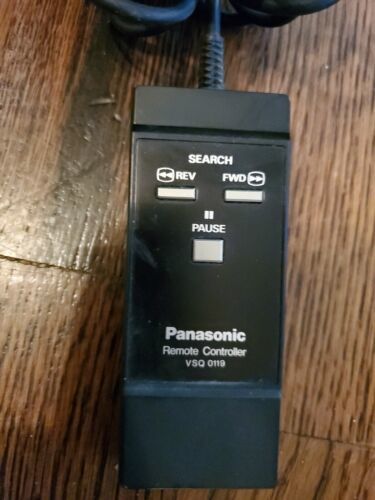 SEARCH
REV FWD
PAUSE
Panasonic
Remote Controller
VSQ 0119